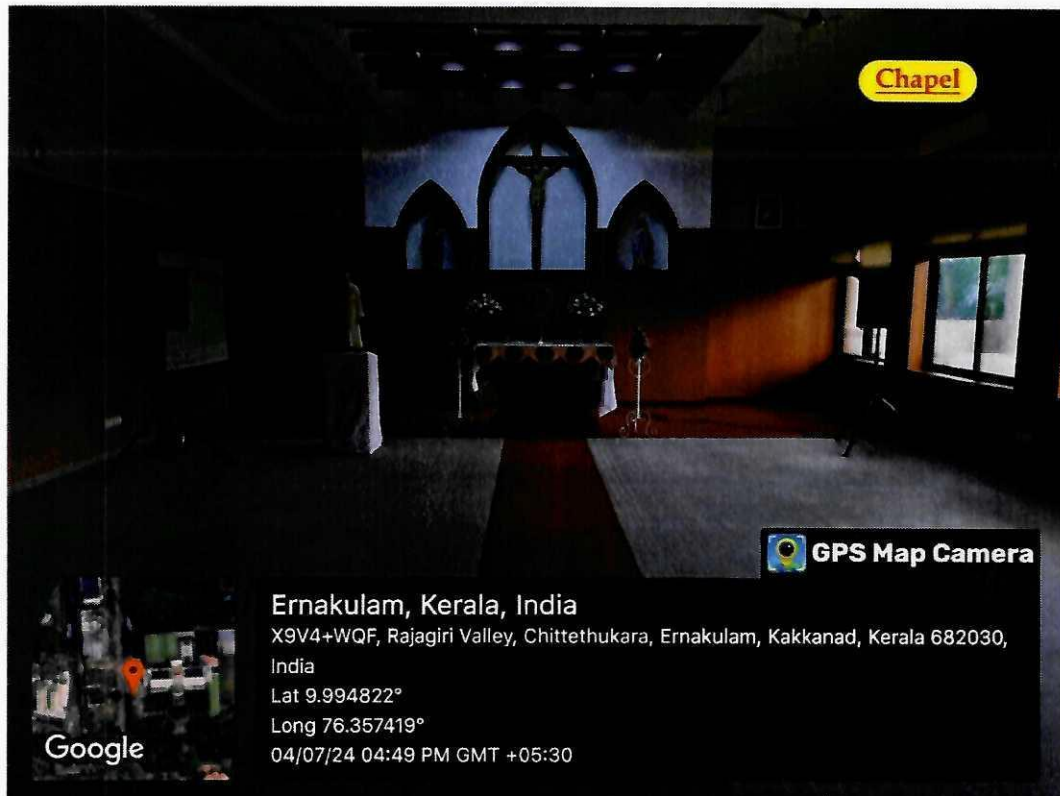 Chapel
GPS Map Camera
Ernakulam, Kerala, India
X9V4+WQF, Rajagiri Valley, Chittethukara, Ernakulam, Kakkanad, Kerala 682030,
India
Lat 9.994822°
Long 76.357419°
04/07/24 04:49 PM GMT +05:30
Google